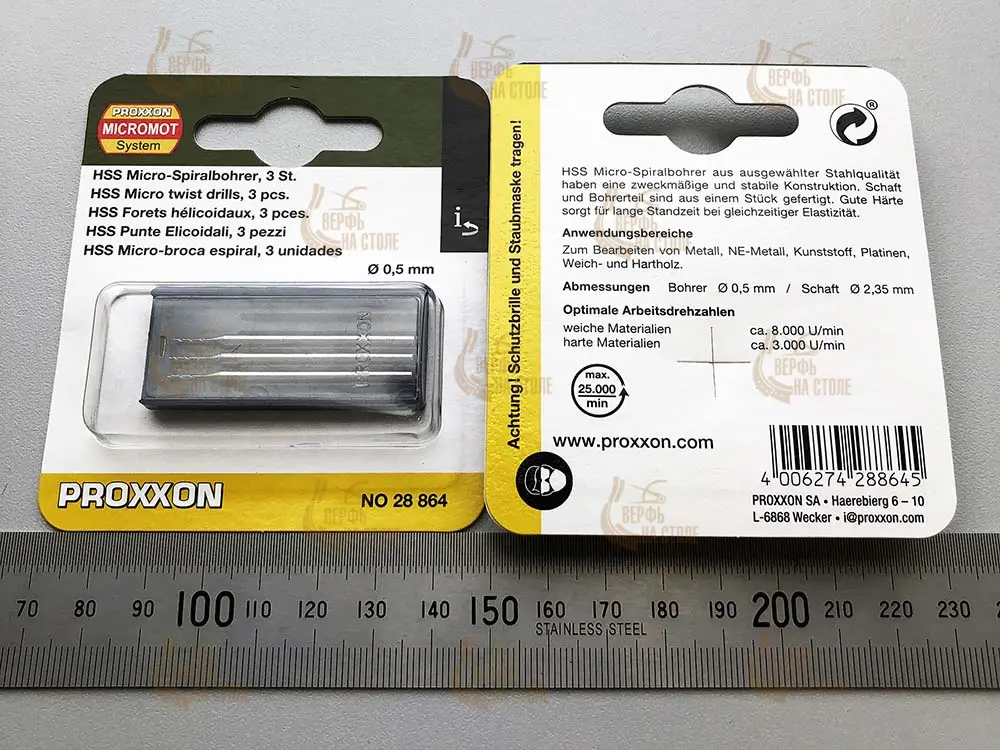 PROXXON
MICROMOT
System
HSS Micro-Spiralbohrer, 3 St.
HSS Micro twist drills, 3 pcs.
HSS Forets hélicoidaux, 3 pces.
HSS Punte Elicoidali, 3 pezzi
HSS Micro-broca espiral, 3 unidades
Ø 0,5 mm
i
PROXXON
PROXXON
NO 28 864
Achtung! Schutzbrille und Staubmaske tragen!
®
HSS Micro-Spiralbohrer aus ausgewählter Stahlqualität
haben eine zweckmäßige und stabile Konstruktion. Schaft
und Bohrerteil sind aus einem Stück gefertigt. Gute Härte
sorgt für lange Standzeit bei gleichzeitiger Elastizität.
Anwendungsbereiche
Zum Bearbeiten von Metall, NE-Metall, Kunststoff, Platinen,
Weich- und Hartholz.
Abmessungen Bohrer Ø 0,5 mm / Schaft Ø 2,35 mm
Optimale Arbeitsdrehzahlen
weiche Materialien ca. 8.000 U/min
harte Materialien ca. 3.000 U/min
max.
25.000
min
www.proxxon.com
4 006274 288645
PROXXON SA • Haerebierg 6 – 10
L-6868 Wecker • i@proxxon.com
70 80 90 100 110 120 130 140 150 160 170 180 190 200 210 220 230
STAINLESS STEEL
ВЕРФЬ
НА СТОЛЕ